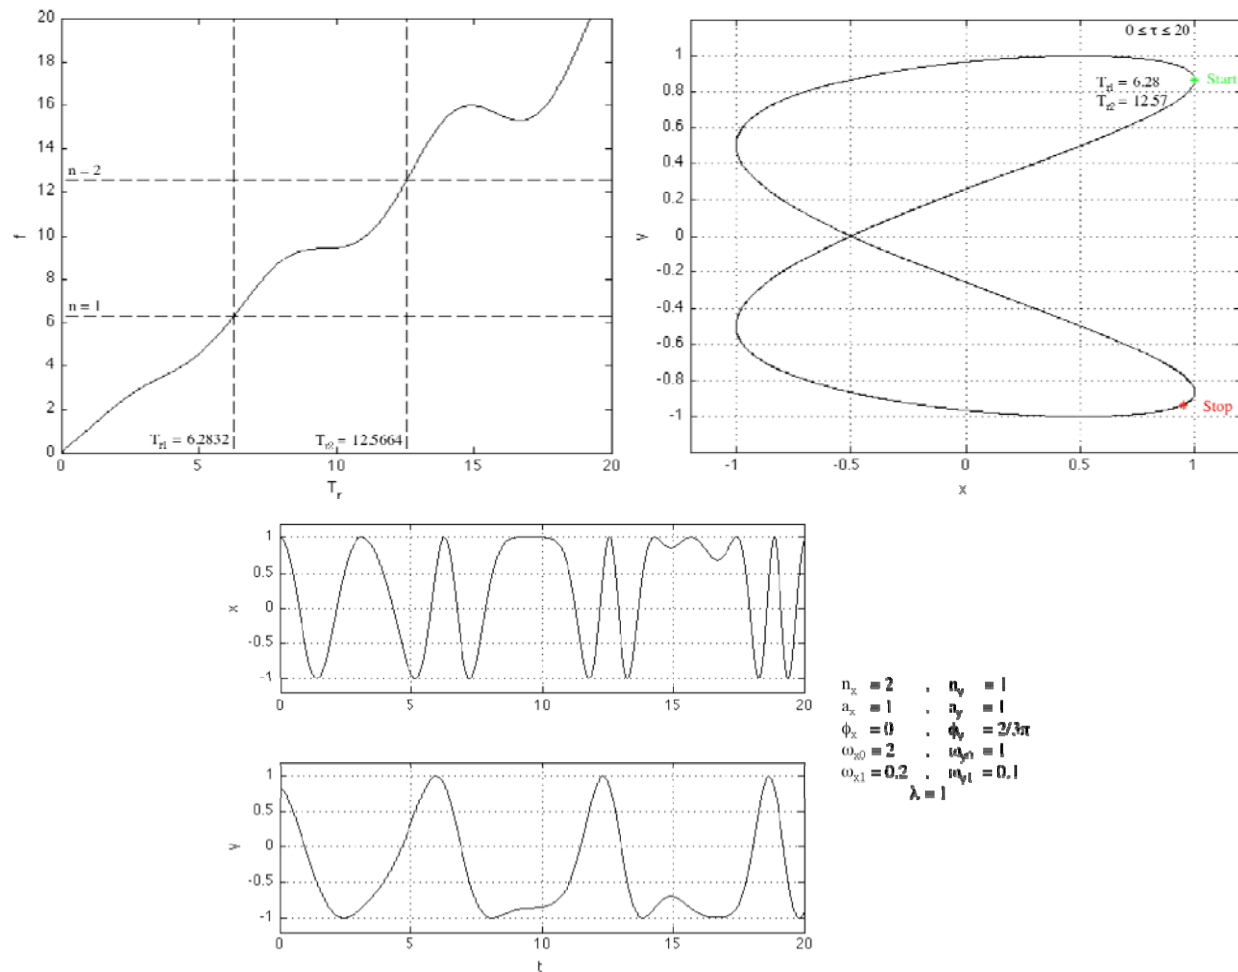 20
18
16
14
n = 2
12
10
f
8
n = 1
6
4
2
0
T_r1 = 6.2832
T_r2 = 12.5664
0 5 10 15 20
T_r
0 ≤ τ ≤ 20
1
0.8
0.6
0.4
0.2
0
-0.2
-0.4
-0.6
-0.8
-1
y
Start
T_r1 = 6.28
T_r2 = 12.57
Stop
-1 -0.5 0 0.5 1
x
1
0.5
0
-0.5
-1
x
0 5 10 15 20
1
0.5
0
-0.5
-1
y
0 5 10 15 20
t
n_x = 2 , n_y = 1
a_x = 1 , a_y = 1
ϕ_x = 0 , ϕ_y = 2/3π
ω_x0 = 2 , ω_y0 = 1
ω_x1 = 0.2 , ω_y1 = 0.1
λ = 1